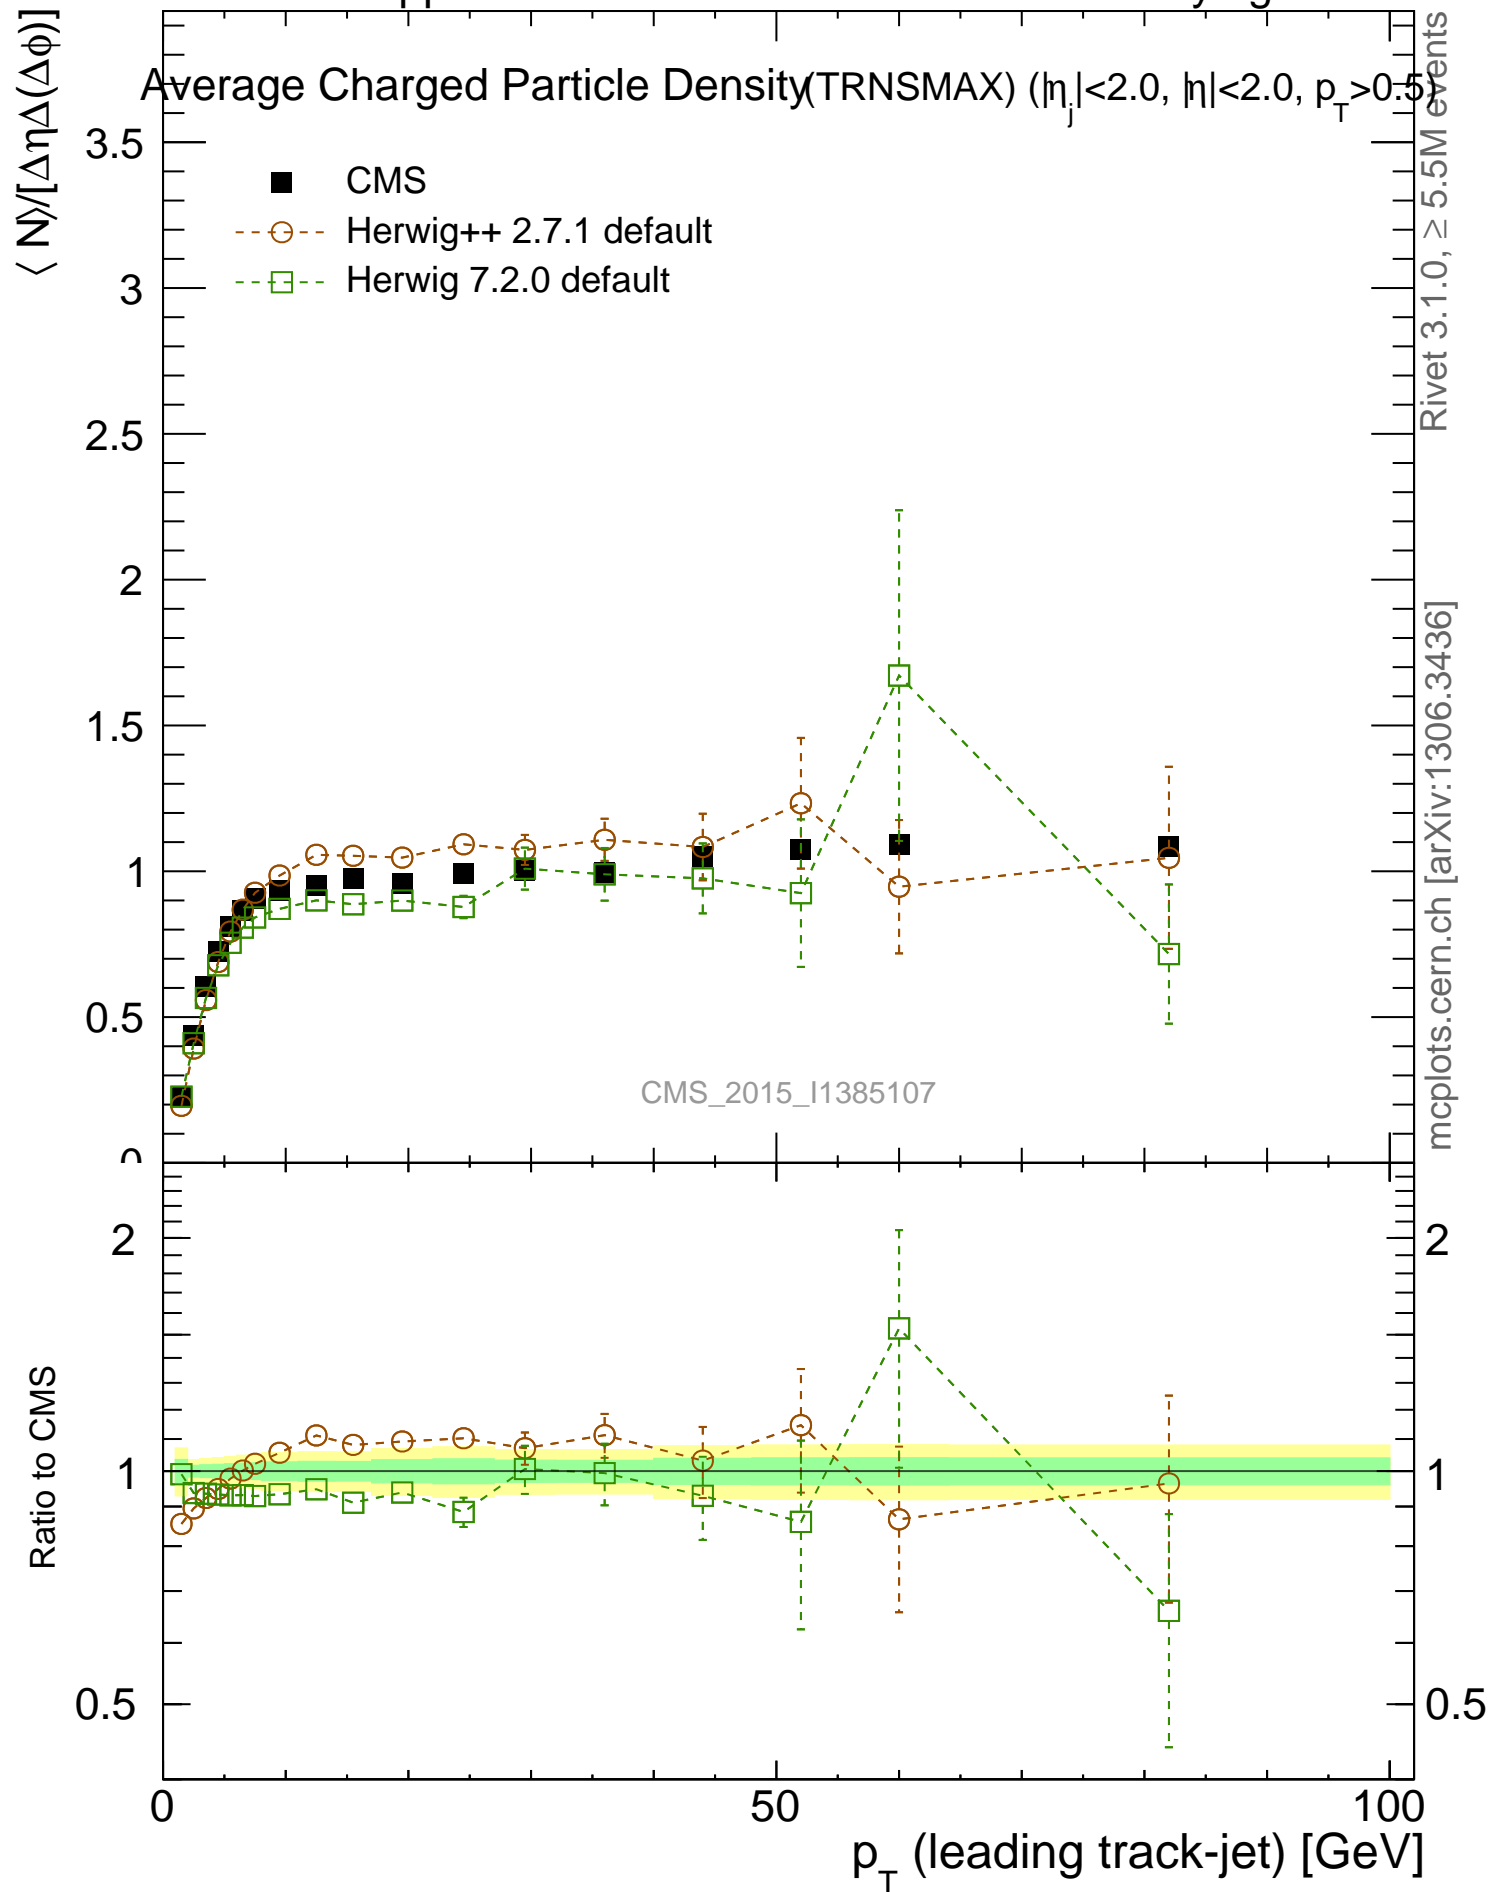 Average Charged Particle Density (TRNSMAX) (|η_j|<2.0, |η|<2.0, p_T>0.5)
⟨ N⟩/[ΔηΔ(Δϕ)]
CMS
Herwig++ 2.7.1 default
Herwig 7.2.0 default
3.5
3
2.5
2
1.5
1
0.5
0
CMS_2015_I1385107
Rivet 3.1.0, ≥ 5.5M events
mcplots.cern.ch [arXiv:1306.3436]
Ratio to CMS
2
1
0.5
2
1
0.5
0
50
100
p_T (leading track-jet) [GeV]